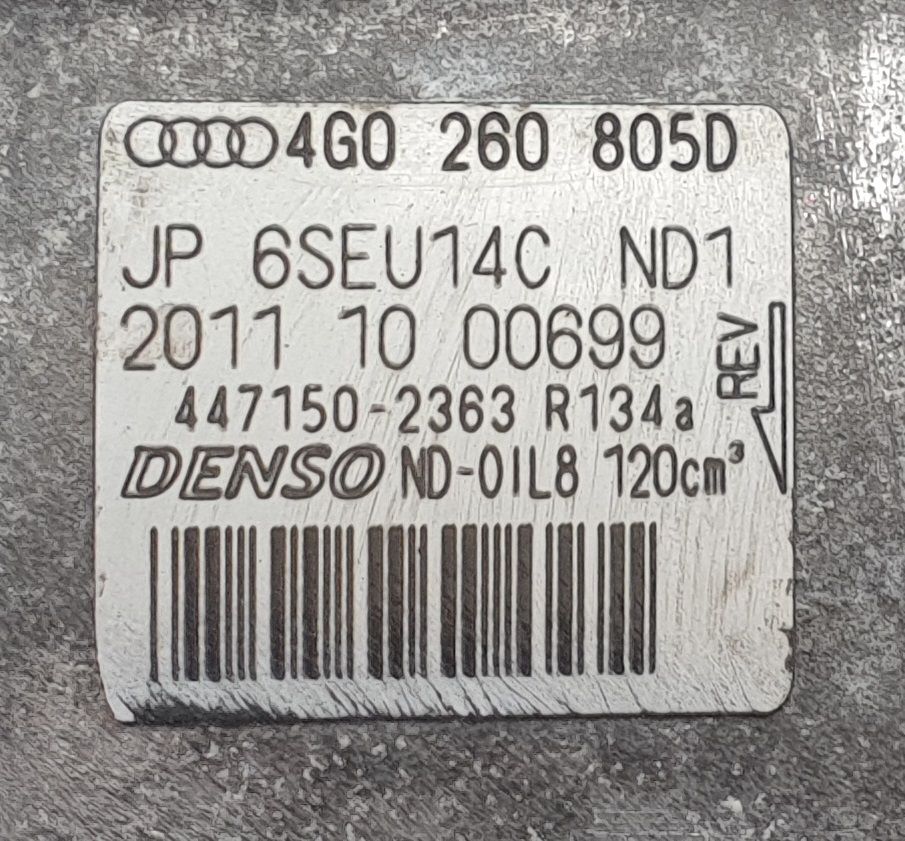 4G0 260 805D
JP 6SEU14C ND1
2011 10 00699
447150-2363 R134a
REV
DENSO ND-OIL8 120cm³